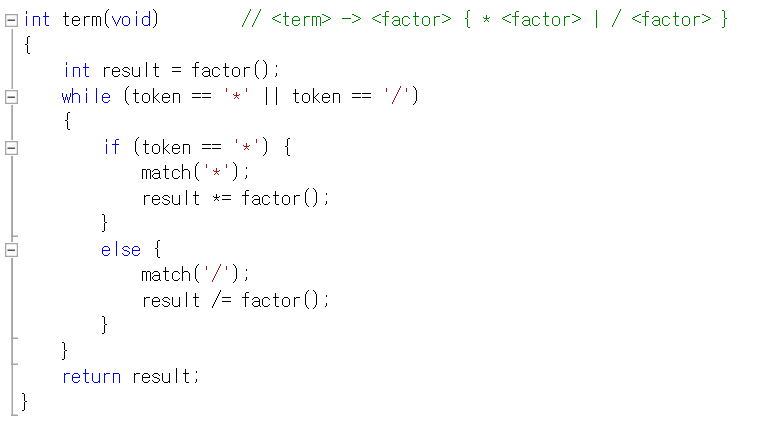 int term(void)          // <term> -> <factor> { * <factor> | / <factor> }
{
    int result = factor();
    while (token == '*' || token == '/')
    {
        if (token == '*') {
            match('*');
            result *= factor();
        }
        else {
            match('/');
            result /= factor();
        }
    }
    return result;
}